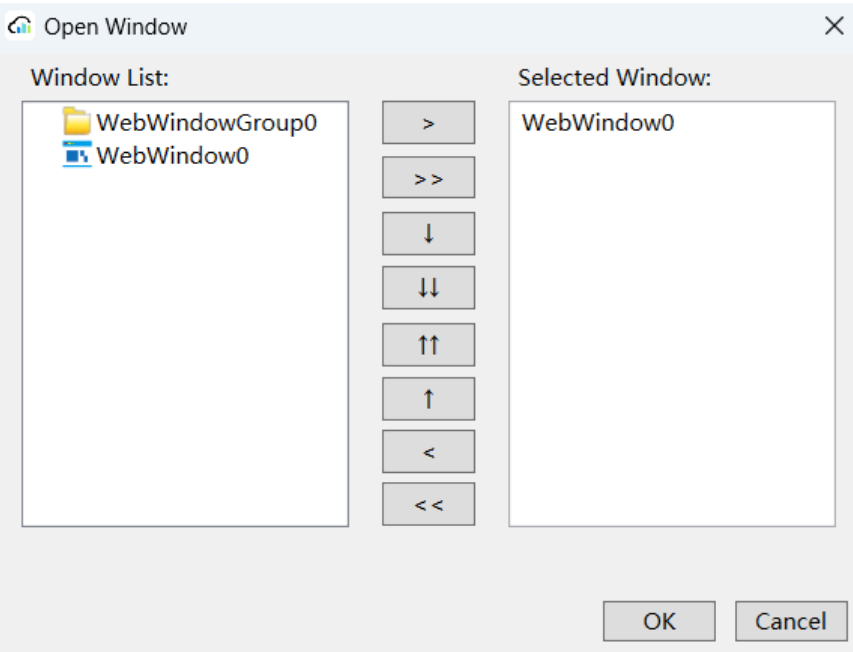 Open Window
Window List:
Selected Window:
WebWindowGroup0
WebWindow0
WebWindow0
>
>>
↓
↓↓
↑↑
↑
<
<<
OK
Cancel